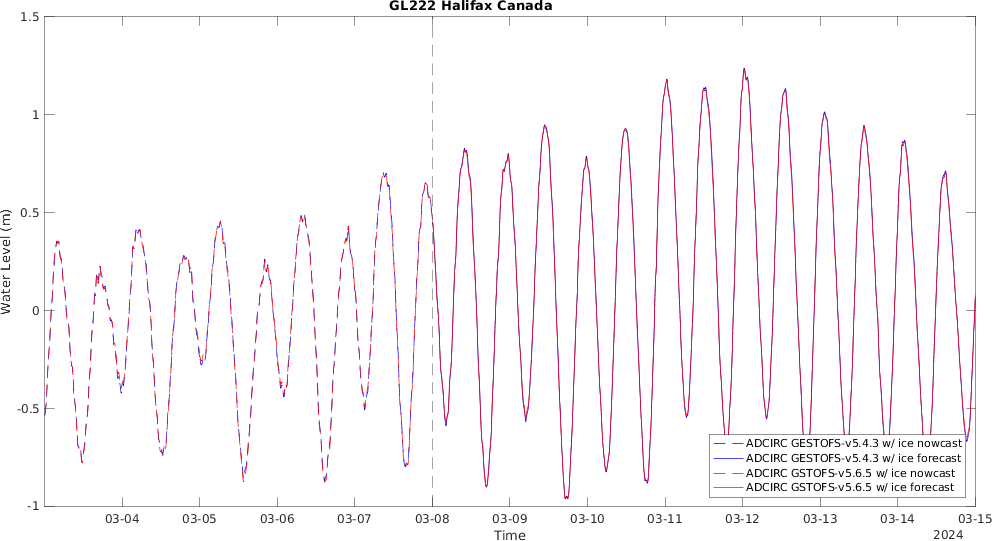 GL222 Halifax Canada
1.5
1
0.5
0
-0.5
-1
Water Level (m)
03-04 03-05 03-06 03-07 03-08 03-09 03-10 03-11 03-12 03-13 03-14 03-15
Time
2024
ADCIRC GESTOFS-v5.4.3 w/ ice nowcast
ADCIRC GESTOFS-v5.4.3 w/ ice forecast
ADCIRC GSTOFS-v5.6.5 w/ ice nowcast
ADCIRC GSTOFS-v5.6.5 w/ ice forecast